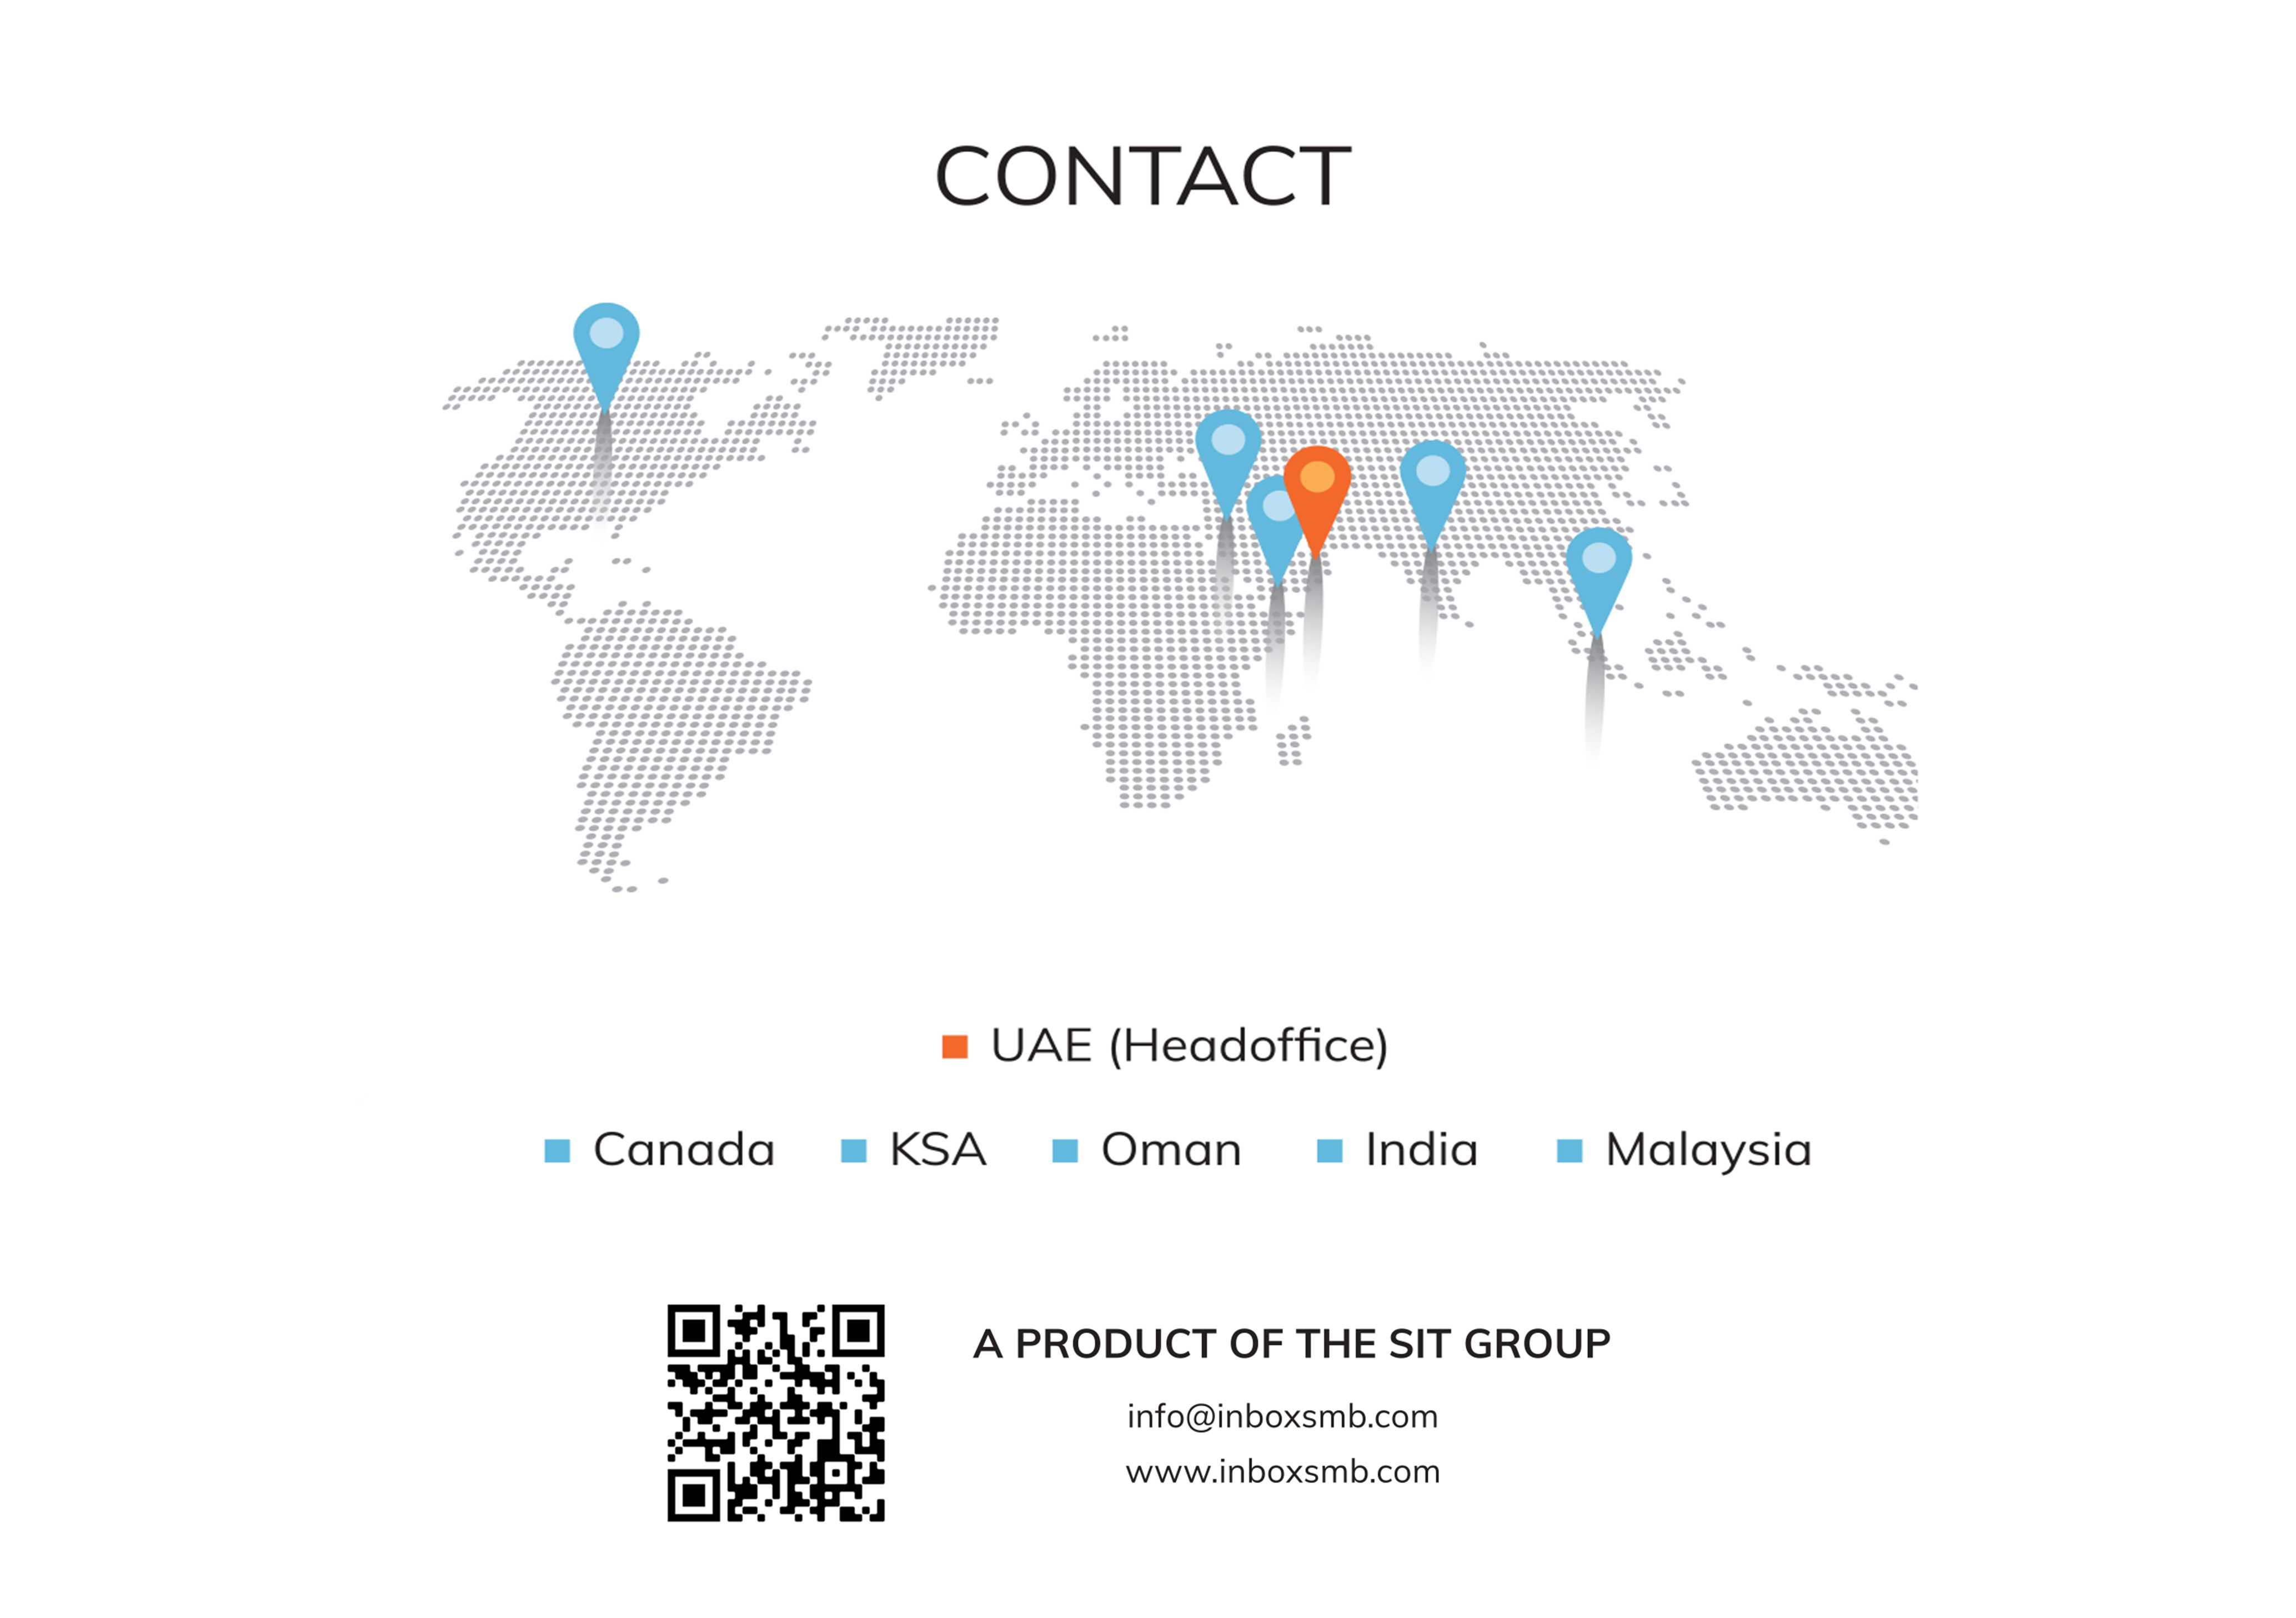 CONTACT
UAE (Headoffice)
Canada KSA Oman India Malaysia
A PRODUCT OF THE SIT GROUP
info@inboxsmb.com
www.inboxsmb.com